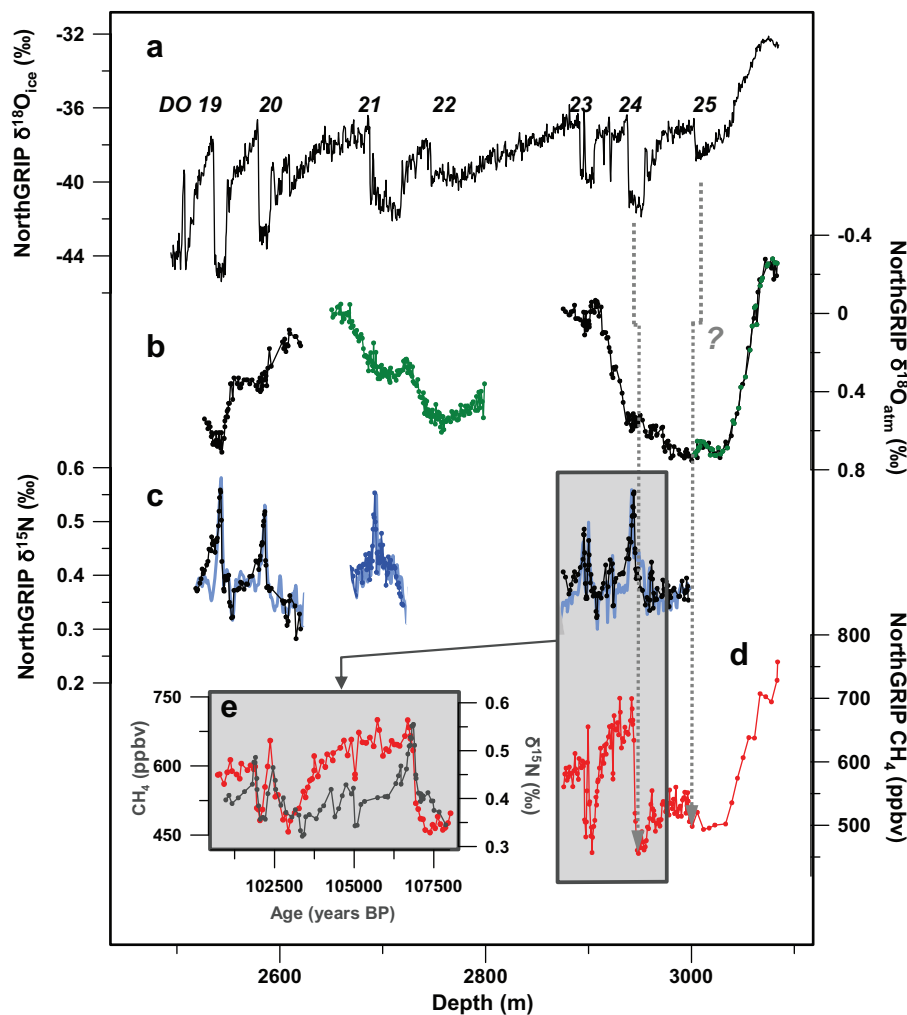 a
DO 19
20
21
22
23
24
25
-32
-36
-40
-44
NorthGRIP δ18Oice (‰)
-0.4
0
0.4
0.8
NorthGRIP δ18Oatm (‰)
b
?
0.6
0.5
0.4
0.3
0.2
NorthGRIP δ15N (‰)
c
d
800
700
600
500
NorthGRIP CH4 (ppbv)
e
750
600
450
CH4 (ppbv)
0.6
0.5
0.4
0.3
δ15N (‰)
102500
105000
107500
Age (years BP)
2600
2800
3000
Depth (m)